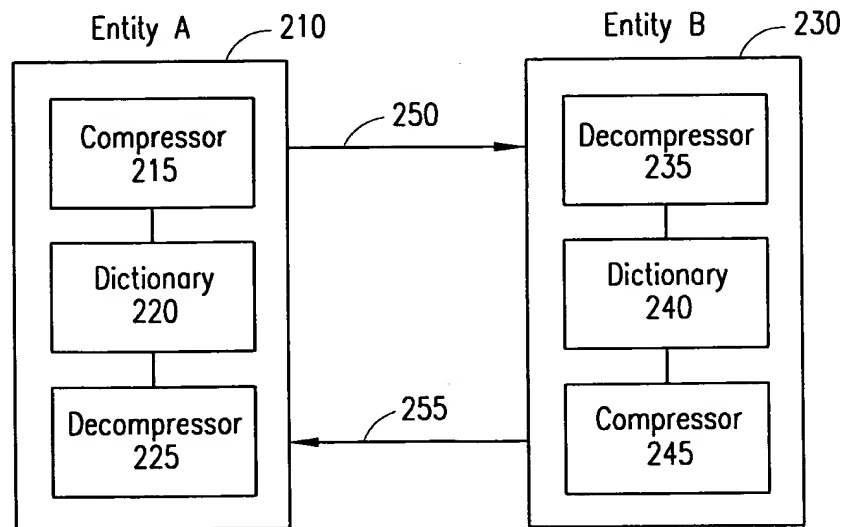 Entity A
210
Compressor
215
Dictionary
220
Decompressor
225
250
255
Entity B
230
Decompressor
235
Dictionary
240
Compressor
245